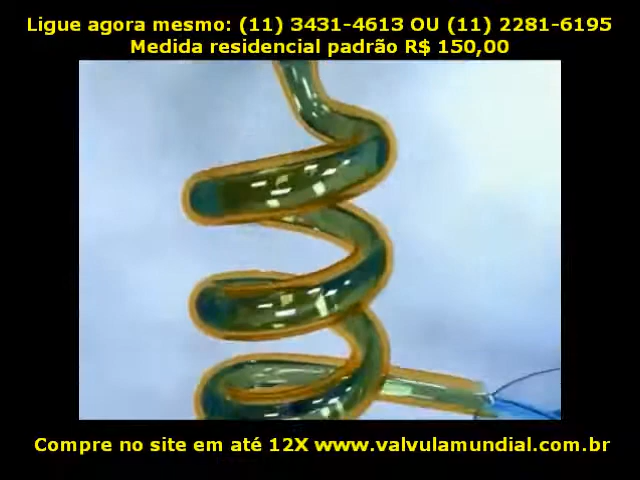 Ligue agora mesmo: (11) 3431-4613 OU (11) 2281-6195
Medida residencial padrão R$ 150,00
Compre no site em até 12X www.valvulamundial.com.br